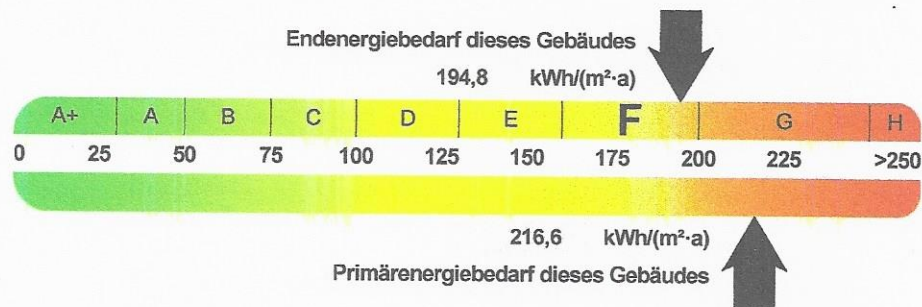 Endenergiebedarf dieses Gebäudes
194,8 kWh/(m²·a)
A+ A B C D E F G H
0 25 50 75 100 125 150 175 200 225 >250
216,6 kWh/(m²·a)
Primärenergiebedarf dieses Gebäudes